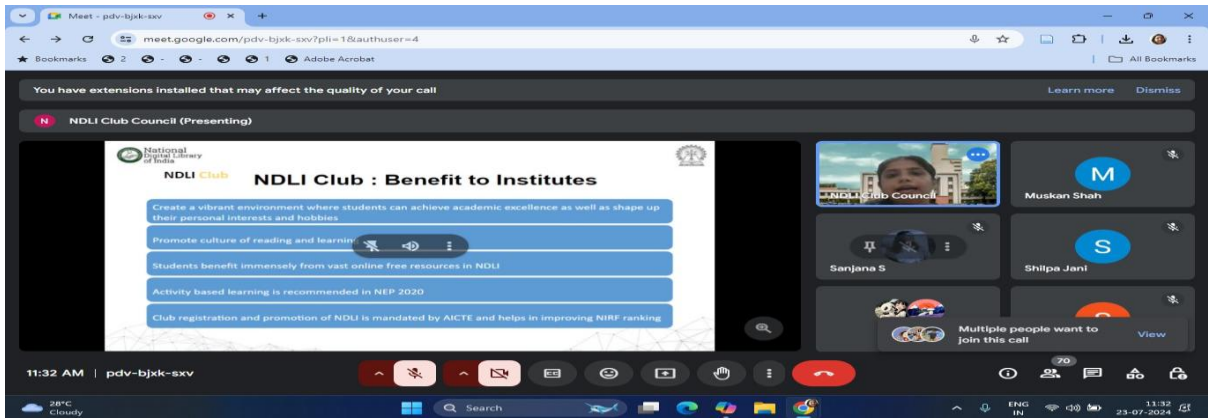 Meet - pdv-bjxk-sxv
meet.google.com/pdv-bjxk-sxv?pli=1&authuser=4
Bookmarks 2 - - 1 Adobe Acrobat All Bookmarks
You have extensions installed that may affect the quality of your call Learn more Dismiss
N NDLI Club Council (Presenting)
National
Digital Library
of India
NDLI Club
NDLI Club : Benefit to Institutes
Create a vibrant environment where students can achieve academic excellence as well as shape up
their personal interests and hobbies
Promote culture of reading and learning
Students benefit immensely from vast online free resources in NDLI
Activity based learning is recommended in NEP 2020
Club registration and promotion of NDLI is mandated by AICTE and helps in improving NIRF ranking
NDLI Club Council
M
Muskan Shah
Sanjana S
S
Shilpa Jani
Multiple people want to
join this call
View
11:32 AM | pdv-bjxk-sxv
70
28°C
Cloudy
Search
ENG
IN
11:32
23-07-2024